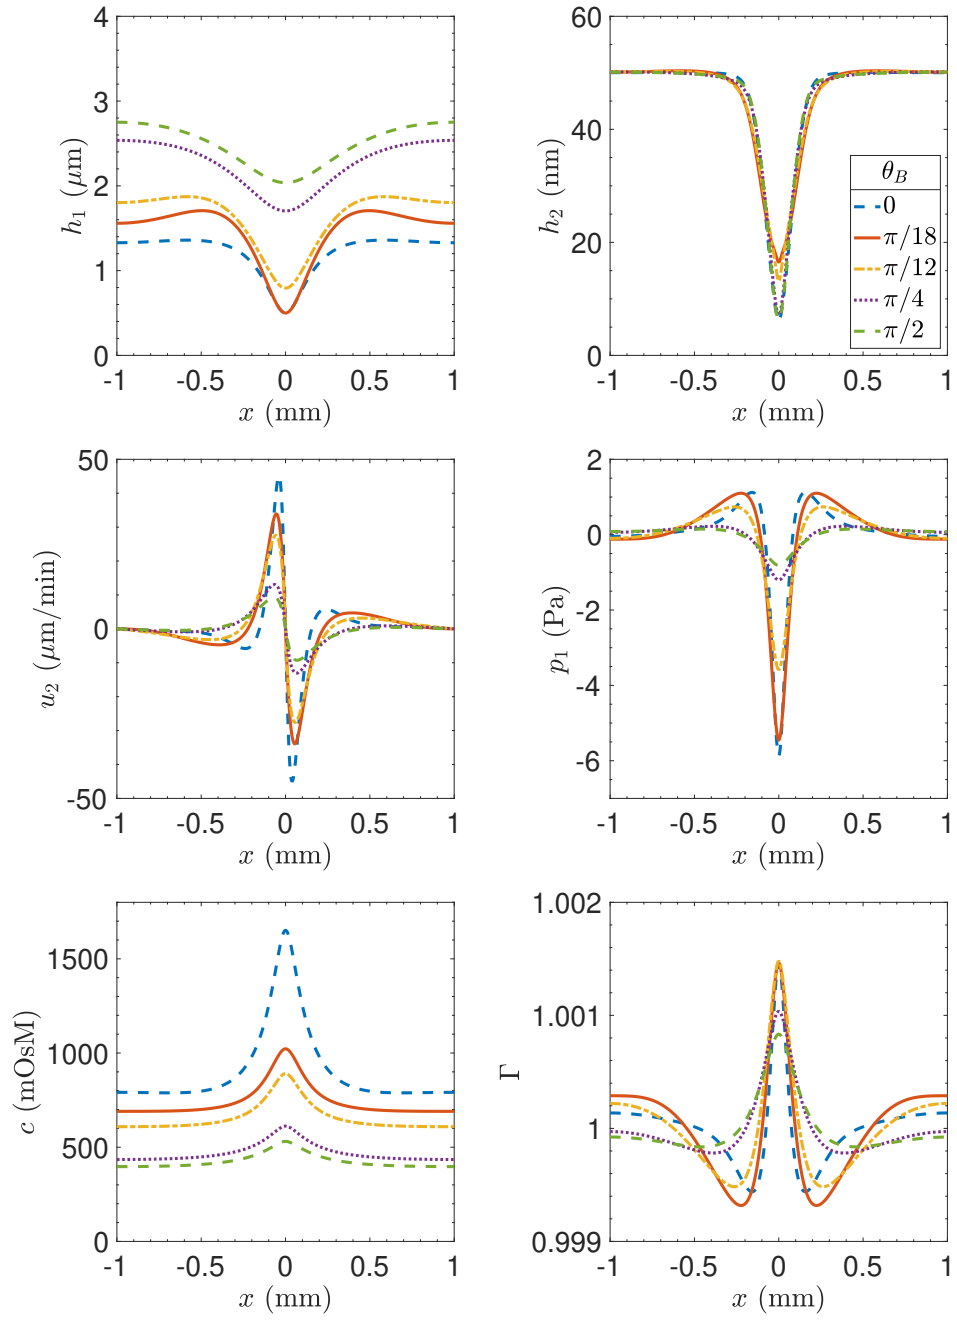 4
3
2
1
0
h₁ (μm)
-1 -0.5 0 0.5 1
x (mm)
60
40
20
0
h₂ (nm)
-1 -0.5 0 0.5 1
x (mm)
θ_B
0
π/18
π/12
π/4
π/2
50
0
-50
u₂ (μm/min)
-1 -0.5 0 0.5 1
x (mm)
2
0
-2
-4
-6
p₁ (Pa)
-1 -0.5 0 0.5 1
x (mm)
1500
1000
500
0
c (mOsM)
-1 -0.5 0 0.5 1
x (mm)
1.002
1.001
1
0.999
Γ
-1 -0.5 0 0.5 1
x (mm)